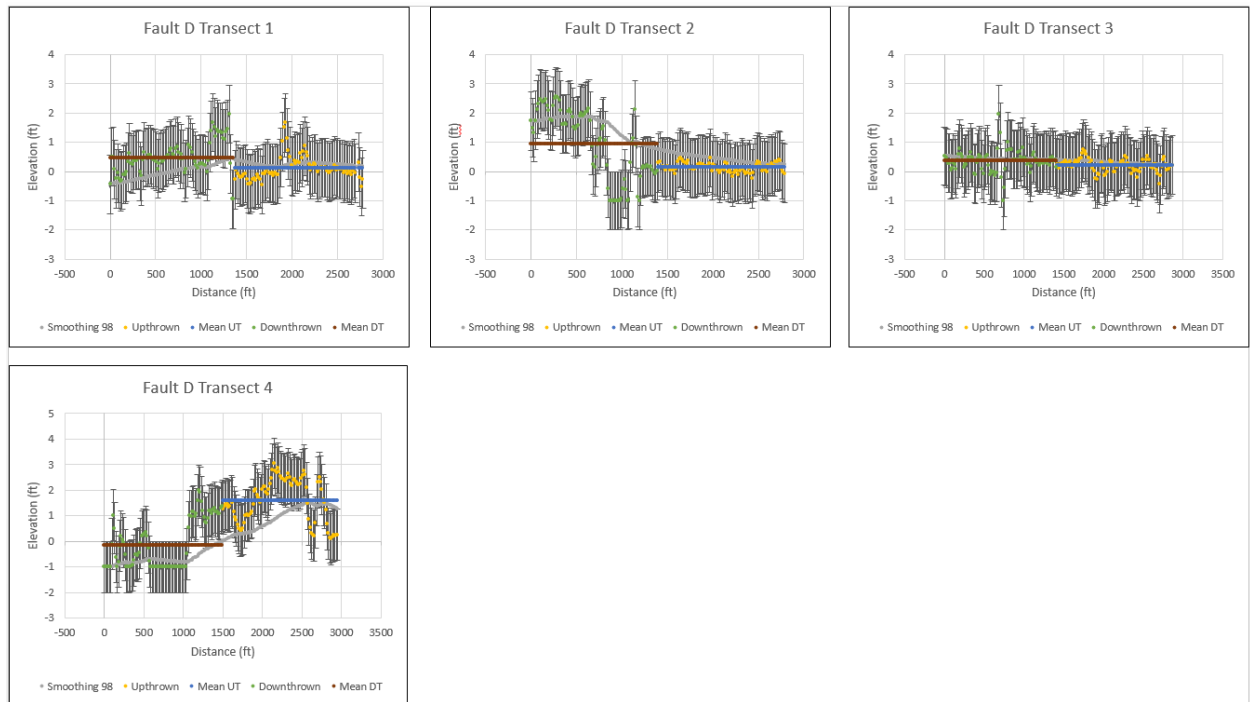 Fault D Transect 1
4
3
2
1
0
-1
-2
-3
-500 0 500 1000 1500 2000 2500 3000
Elevation (ft)
Distance (ft)
Smoothing 98 Upthrown Mean UT Downthrown Mean DT
Fault D Transect 2
4
3
2
1
0
-1
-2
-3
-500 0 500 1000 1500 2000 2500 3000
Elevation (ft)
Distance (ft)
Smoothing 98 Upthrown Mean UT Downthrown Mean DT
Fault D Transect 3
4
3
2
1
0
-1
-2
-3
-500 0 500 1000 1500 2000 2500 3000 3500
Elevation (ft)
Distance (ft)
Smoothing 98 Upthrown Mean UT Downthrown Mean DT
Fault D Transect 4
5
4
3
2
1
0
-1
-2
-3
-500 0 500 1000 1500 2000 2500 3000 3500
Elevation (ft)
Distance (ft)
Smoothing 98 Upthrown Mean UT Downthrown Mean DT